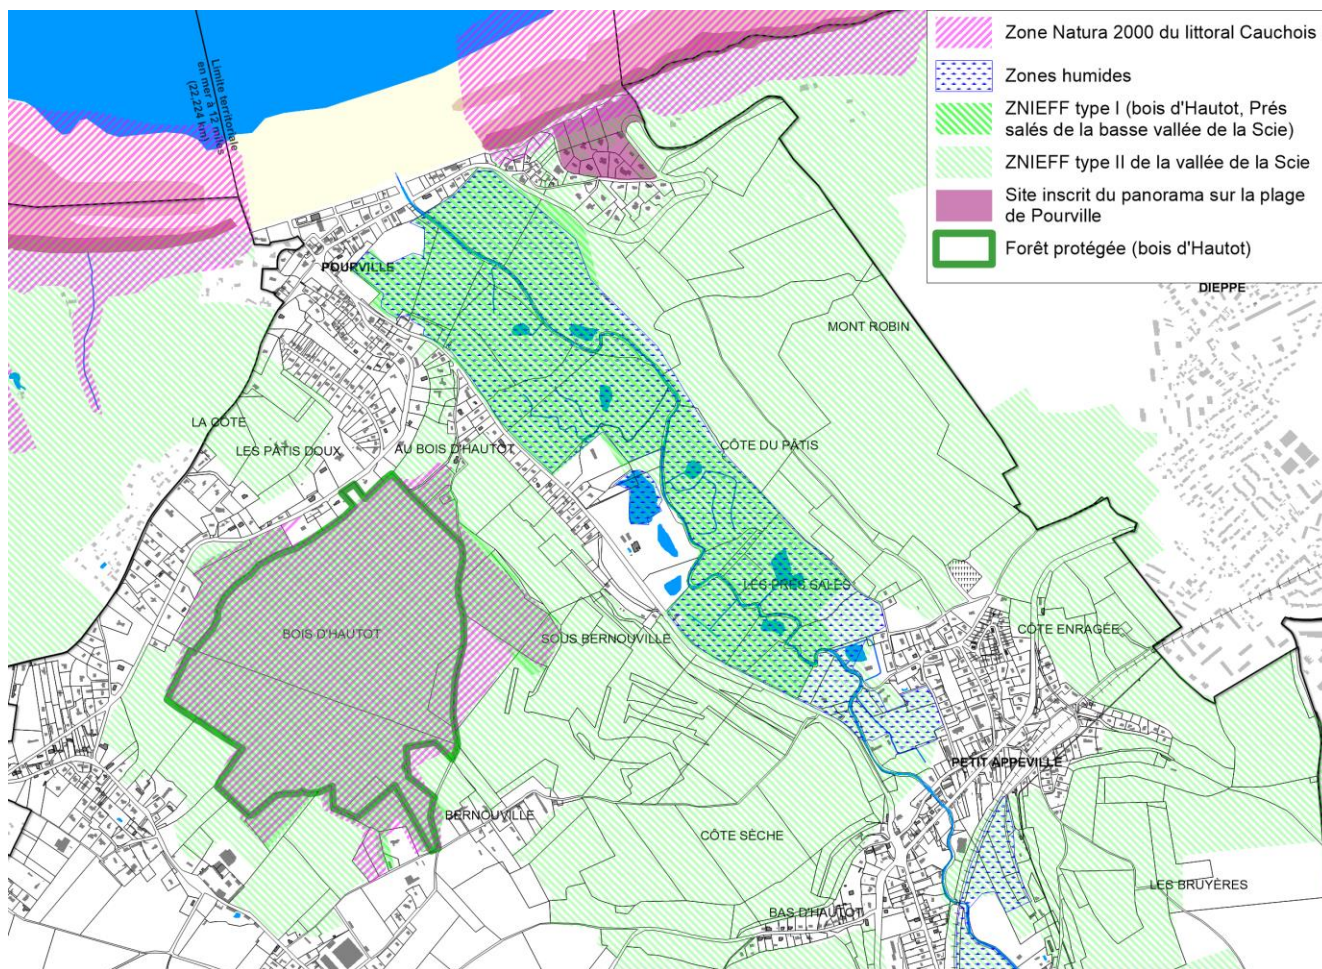 Zone Natura 2000 du littoral Cauchois
Zones humides
ZNIEFF type I (bois d'Hautot, Prés
salés de la basse vallée de la Scie)
ZNIEFF type II de la vallée de la Scie
Site inscrit du panorama sur la plage
de Pourville
Forêt protégée (bois d'Hautot)
Limite territoriale
en mer à 12 miles
(22,224 km)
POURVILLE
DIEPPE
MONT ROBIN
LA CÔTE
LES PÂTIS DOUX
AU BOIS D'HAUTOT
CÔTE DU PÂTIS
LES PRÉS SALÉS
BOIS D'HAUTOT
SOUS BERNOUVILLE
CÔTE ENRAGÉE
PETIT APPEVILLE
BERNOUVILLE
CÔTE SÈCHE
LES BRUYÈRES
BAS D'HAUTOT